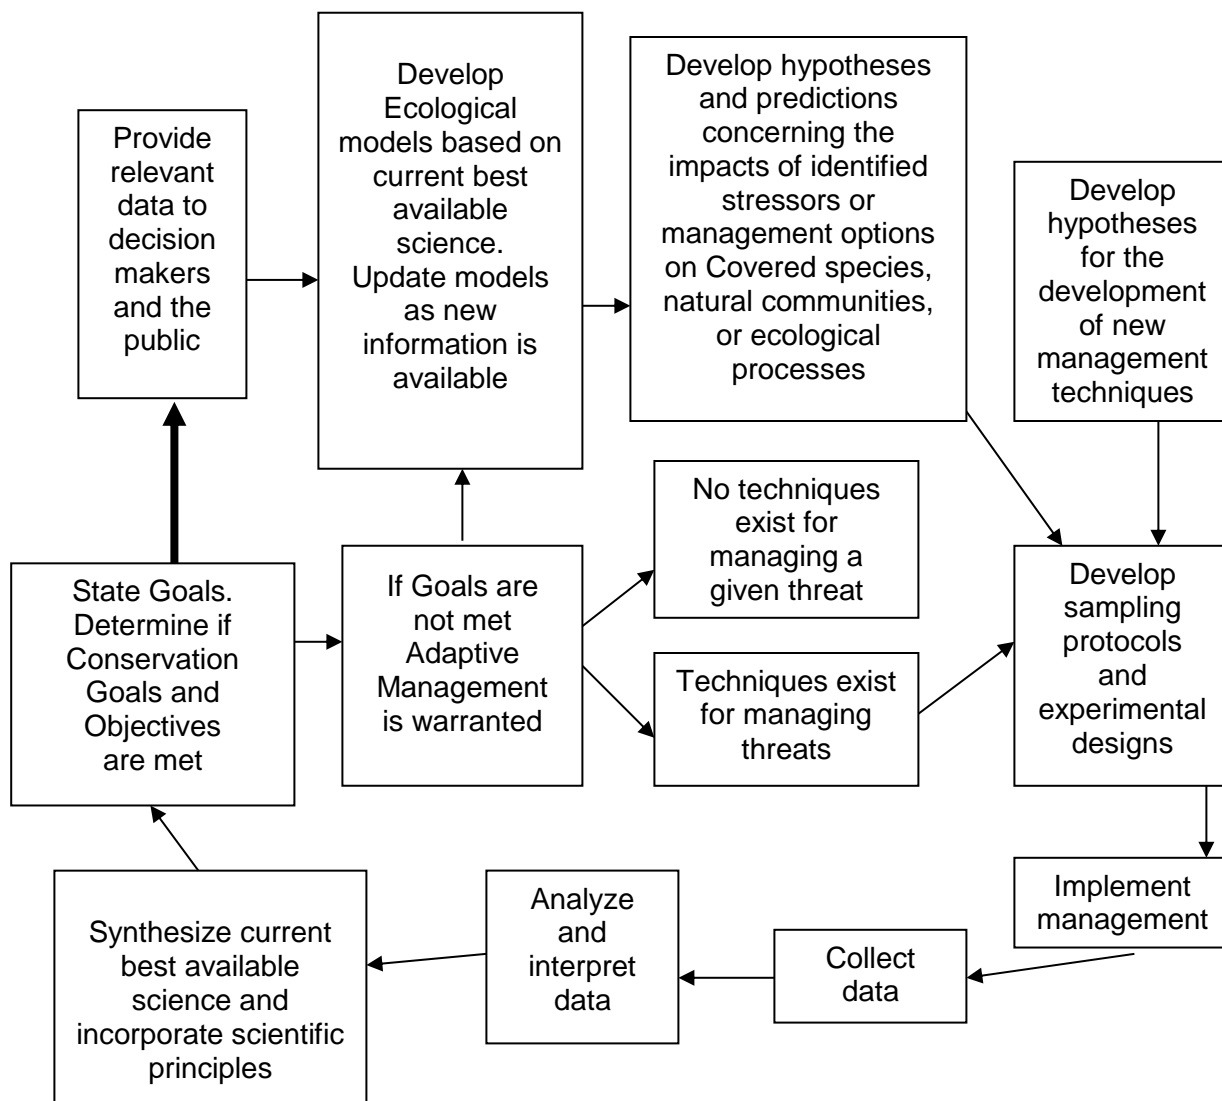 Provide
relevant
data to
decision
makers
and the
public
Develop
Ecological
models based on
current best
available
science.
Update models
as new
information is
available
Develop hypotheses
and predictions
concerning the
impacts of identified
stressors or
management options
on Covered species,
natural communities,
or ecological
processes
Develop
hypotheses
for the
development
of new
management
techniques
State Goals.
Determine if
Conservation
Goals and
Objectives
are met
If Goals are
not met
Adaptive
Management
is warranted
No techniques
exist for
managing a
given threat
Techniques exist
for managing
threats
Develop
sampling
protocols
and
experimental
designs
Implement
management
Collect
data
Analyze
and
interpret
data
Synthesize current
best available
science and
incorporate scientific
principles